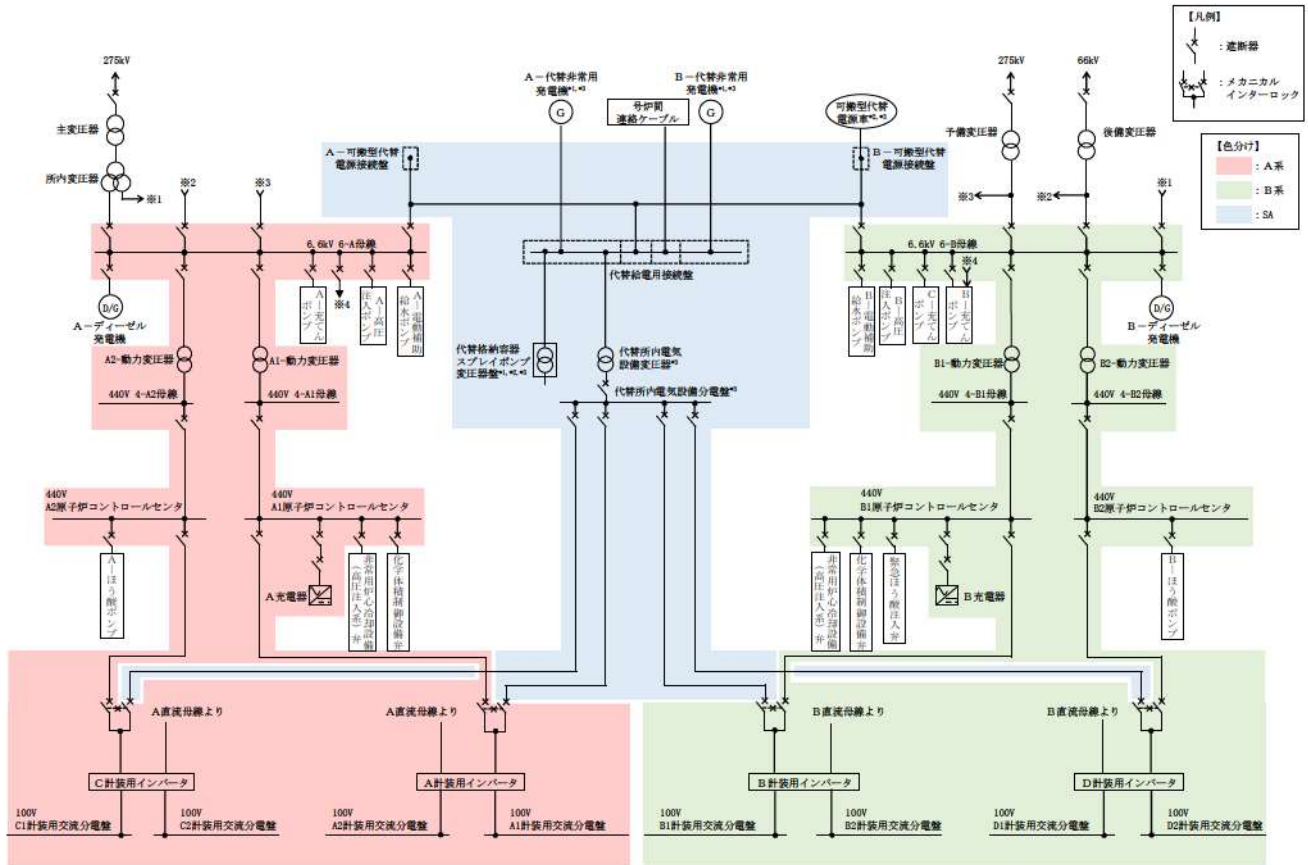 【凡例】
：遮断器
：メカニカル
インターロック
【色分け】
：A系
：B系
：SA
275kV
主変圧器
所内変圧器
※1
※2
※3
A－代替非常用
発電機*1,*3
号炉間
連絡ケーブル
B－代替非常用
発電機*1,*3
可搬型代替
電源車*2,*3
A－可搬型代替
電源接続盤
B－可搬型代替
電源接続盤
275kV
66kV
予備変圧器
後備変圧器
※3
※2
※1
6.6kV 6-A母線
6.6kV 6-B母線
代替給電用接続盤
D/G
A－ディーゼル
発電機
A－充てん
ポンプ
※4
A－高圧
注入ポンプ
A－電動補助
給水ポンプ
B－電動補助
給水ポンプ
B－高圧
注入ポンプ
C－充てん
ポンプ
※4
B－充てん
ポンプ
D/G
B－ディーゼル
発電機
A2-動力変圧器
A1-動力変圧器
代替格納容器
スプレイポンプ
変圧器盤*1,*2,*3
代替所内電気
設備変圧器*3
代替所内電気設備分電盤*3
B1-動力変圧器
B2-動力変圧器
440V 4-A2母線
440V 4-A1母線
440V 4-B1母線
440V 4-B2母線
440V
A2原子炉コントロールセンタ
440V
A1原子炉コントロールセンタ
440V
B1原子炉コントロールセンタ
440V
B2原子炉コントロールセンタ
A－ほう酸ポンプ
A充電器
非常用炉心冷却設備
（高圧注入系）弁
化学体積制御設備弁
非常用炉心冷却設備
（高圧注入系）弁
化学体積制御設備弁
緊急ほう酸注入弁
B充電器
B－ほう酸ポンプ
A直流母線より
A直流母線より
B直流母線より
B直流母線より
C計装用インバータ
A計装用インバータ
B計装用インバータ
D計装用インバータ
100V
C1計装用交流分電盤
100V
C2計装用交流分電盤
100V
A2計装用交流分電盤
100V
A1計装用交流分電盤
100V
B1計装用交流分電盤
100V
B2計装用交流分電盤
100V
D1計装用交流分電盤
100V
D2計装用交流分電盤
G
G